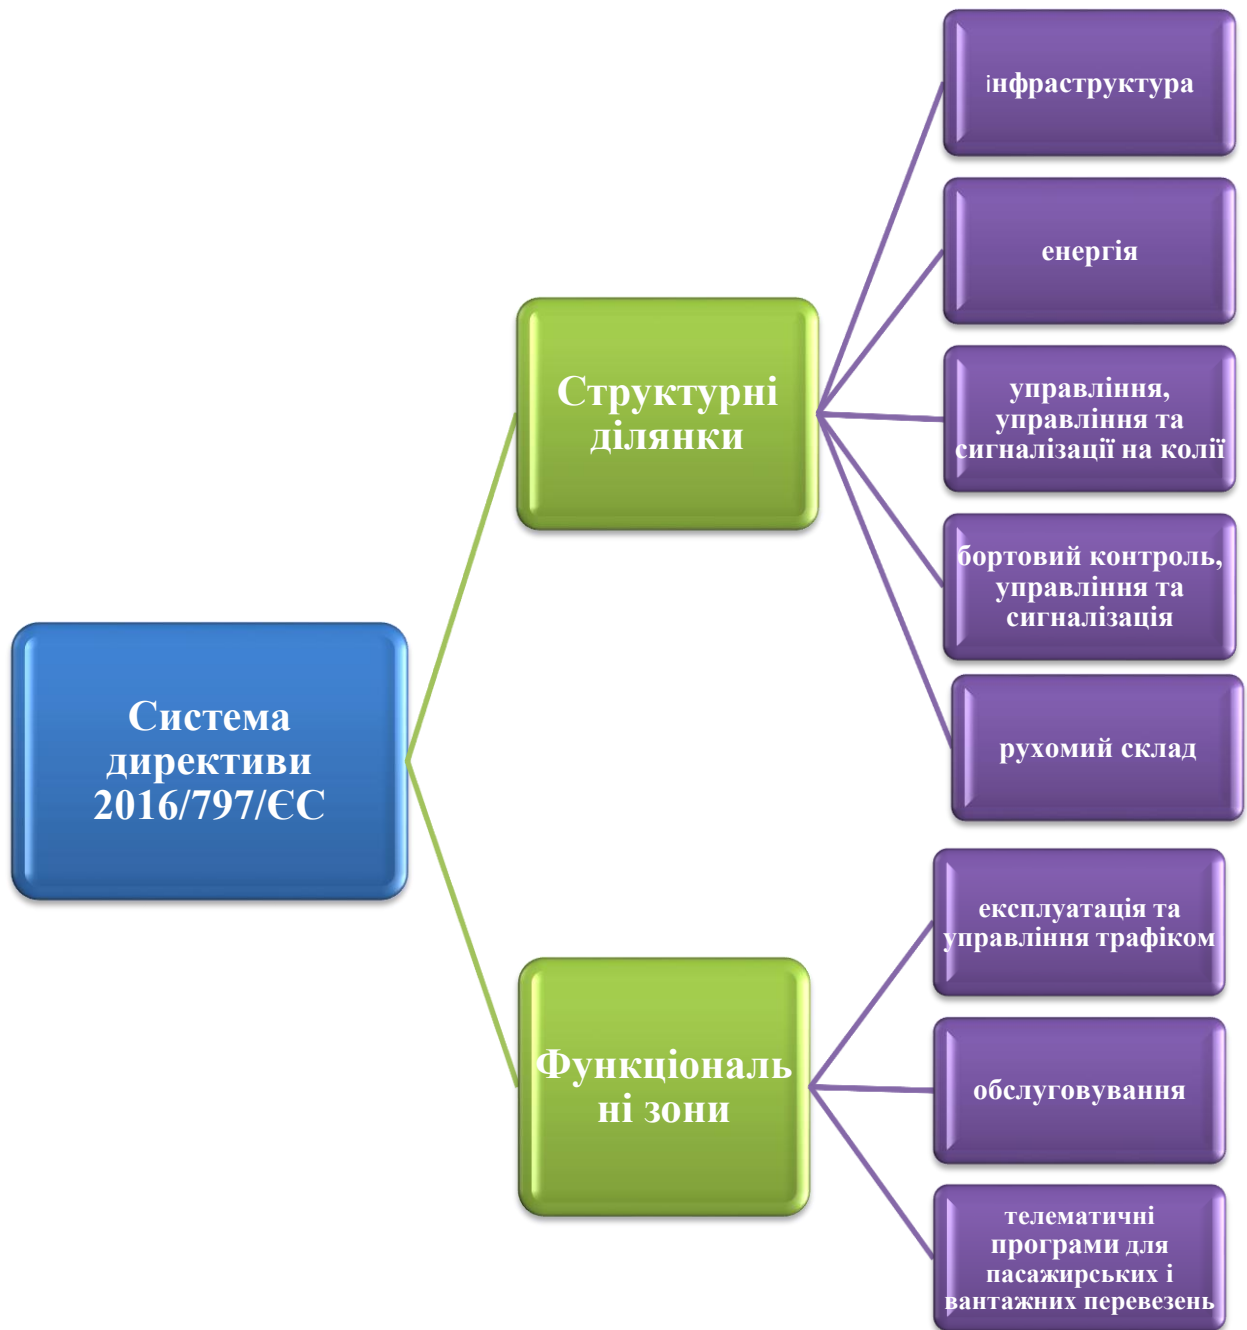 інфраструктура
енергія
управління,
управління та
сигналізації на колії
бортовий контроль,
управління та
сигналізація
рухомий склад
Структурні
ділянки
Система
директиви
2016/797/ЄС
Функціональ
ні зони
експлуатація та
управління трафіком
обслуговування
телематичні
програми для
пасажирських і
вантажних перевезень